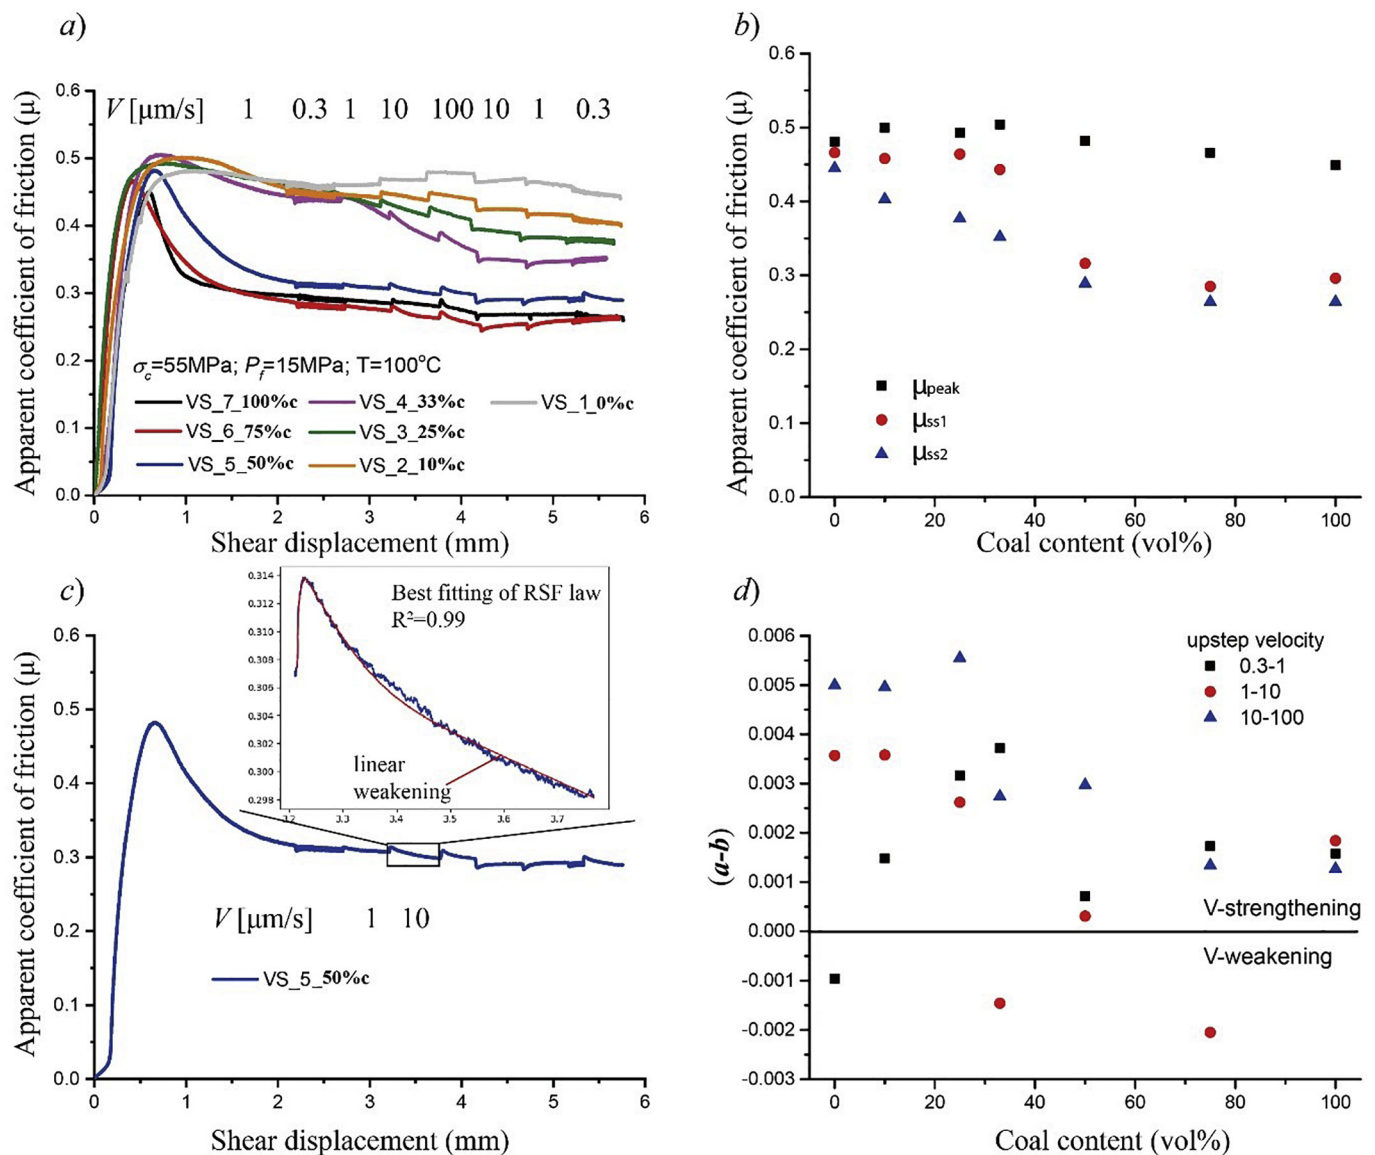 a)
Apparent coefficient of friction (μ)
0.6
0.5
0.4
0.3
0.2
0.1
0.0
V [μm/s] 1 0.3 1 10 100 10 1 0.3
σc=55MPa; Pf=15MPa; T=100°C
VS_7_100%c VS_4_33%c VS_1_0%c
VS_6_75%c VS_3_25%c
VS_5_50%c VS_2_10%c
0 1 2 3 4 5 6
Shear displacement (mm)
b)
Apparent coefficient of friction (μ)
0.6
0.5
0.4
0.3
0.2
0.1
0.0
μpeak
μss1
μss2
0 20 40 60 80 100
Coal content (vol%)
c)
Apparent coefficient of friction (μ)
0.6
0.5
0.4
0.3
0.2
0.1
0.0
0.314
0.312
0.310
0.308
0.305
0.304
0.302
0.300
0.298
Best fitting of RSF law
R²=0.99
linear
weakening
3.2 3.3 3.4 3.5 3.6 3.7
V [μm/s] 1 10
VS_5_50%c
0 1 2 3 4 5 6
Shear displacement (mm)
d)
(a-b)
0.006
0.005
0.004
0.003
0.002
0.001
0.000
-0.001
-0.002
-0.003
upstep velocity
0.3-1
1-10
10-100
V-strengthening
V-weakening
0 20 40 60 80 100
Coal content (vol%)